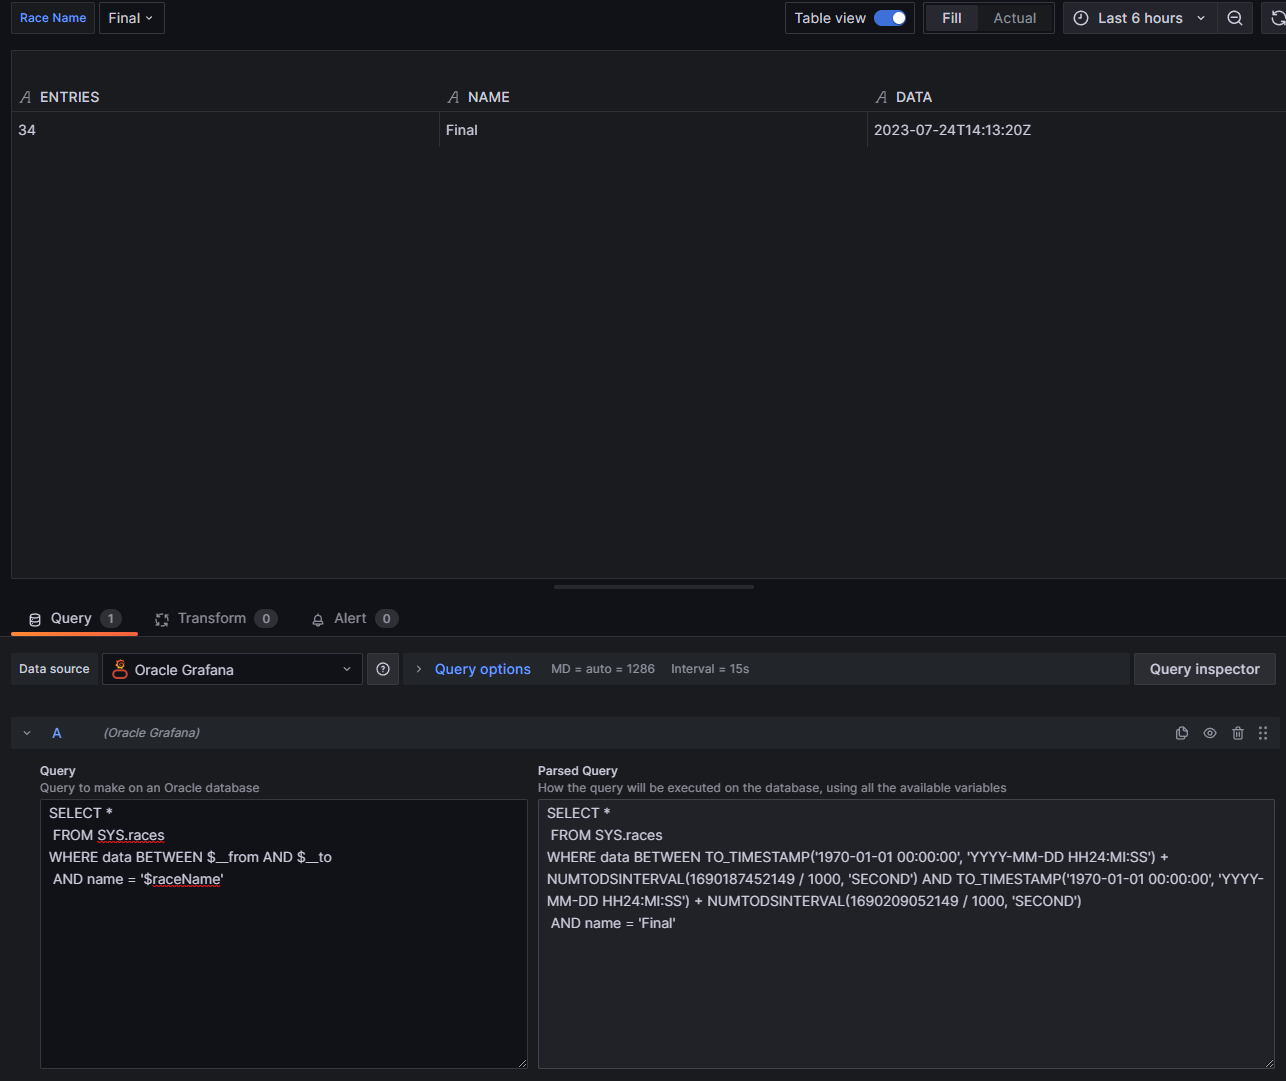 Race Name Final Table view Fill Actual Last 6 hours
ENTRIES NAME DATA
34 Final 2023-07-24T14:13:20Z
Query 1 Transform 0 Alert 0
Data source Oracle Grafana Query options MD = auto = 1286 Interval = 15s Query inspector
A (Oracle Grafana)
Query
Query to make on an Oracle database
SELECT *
FROM SYS.races
WHERE data BETWEEN $__from AND $__to
AND name = '$raceName'
Parsed Query
How the query will be executed on the database, using all the available variables
SELECT *
FROM SYS.races
WHERE data BETWEEN TO_TIMESTAMP('1970-01-01 00:00:00', 'YYYY-MM-DD HH24:MI:SS') +
NUMTODSINTERVAL(1690187452149 / 1000, 'SECOND') AND TO_TIMESTAMP('1970-01-01 00:00:00', 'YYYY-
MM-DD HH24:MI:SS') + NUMTODSINTERVAL(1690209052149 / 1000, 'SECOND')
AND name = 'Final'